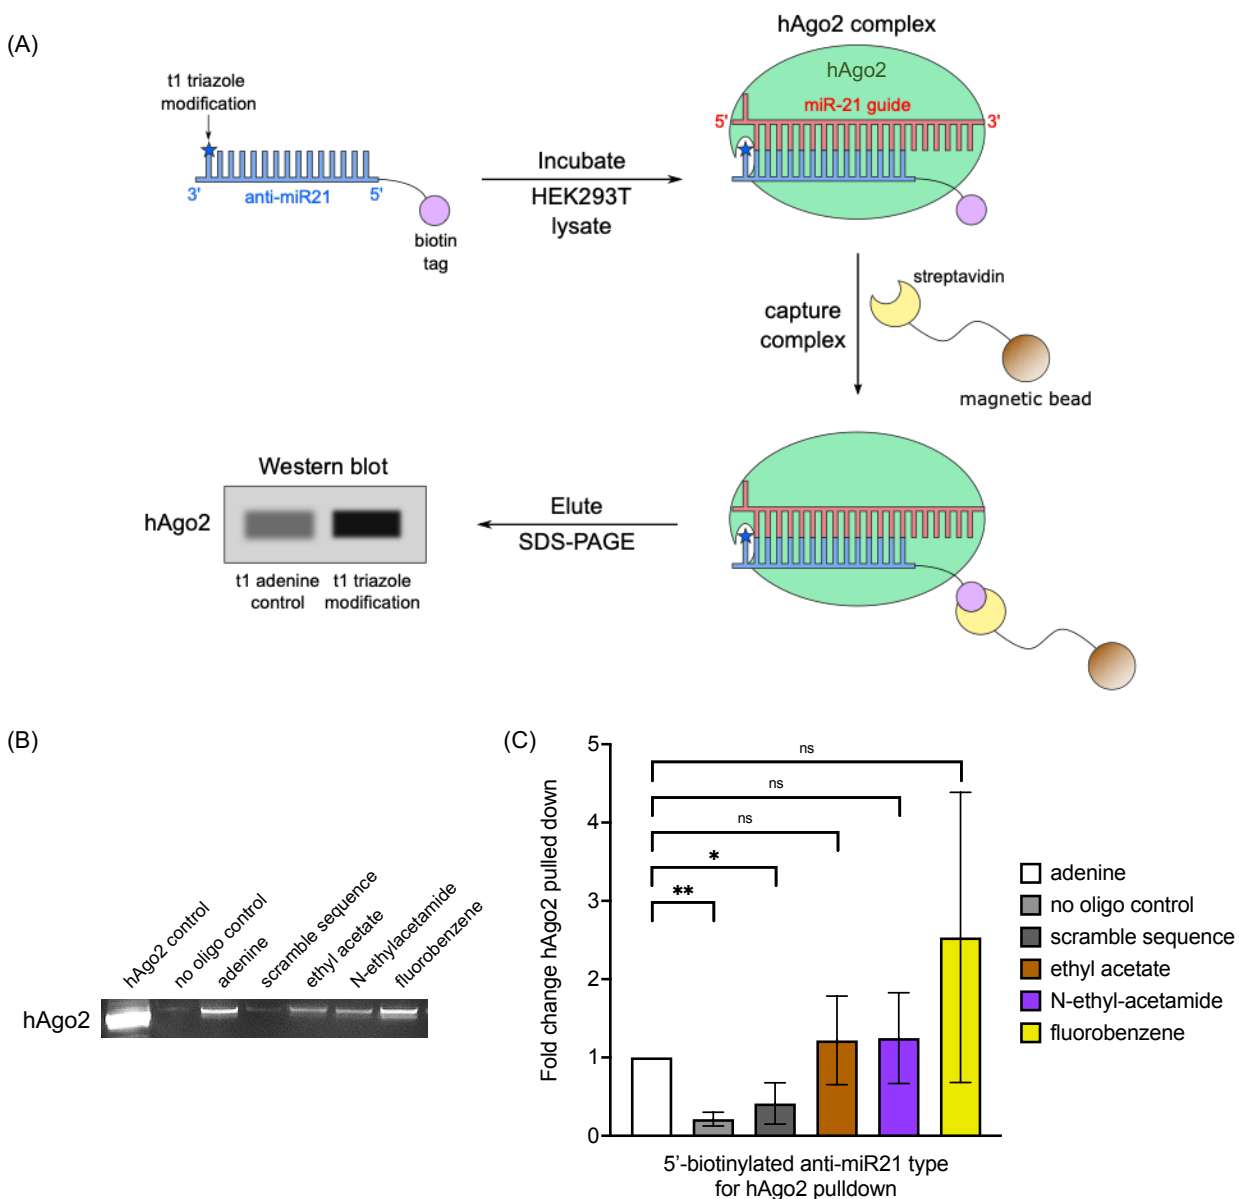 (A)
hAgo2 complex
t1 triazole
modification
hAgo2
miR-21 guide
5'
3'
3'
anti-miR21
5'
biotin
tag
Incubate
HEK293T
lysate
capture
complex
streptavidin
magnetic bead
Western blot
hAgo2
t1 adenine
control
t1 triazole
modification
Elute
SDS-PAGE
(B)
hAgo2 control
no oligo control
adenine
scramble sequence
ethyl acetate
N-ethylacetamide
fluorobenzene
hAgo2
(C)
Fold change hAgo2 pulled down
5
4
3
2
1
0
ns
ns
ns
*
**
adenine
no oligo control
scramble sequence
ethyl acetate
N-ethyl-acetamide
fluorobenzene
5’-biotinylated anti-miR21 type
for hAgo2 pulldown